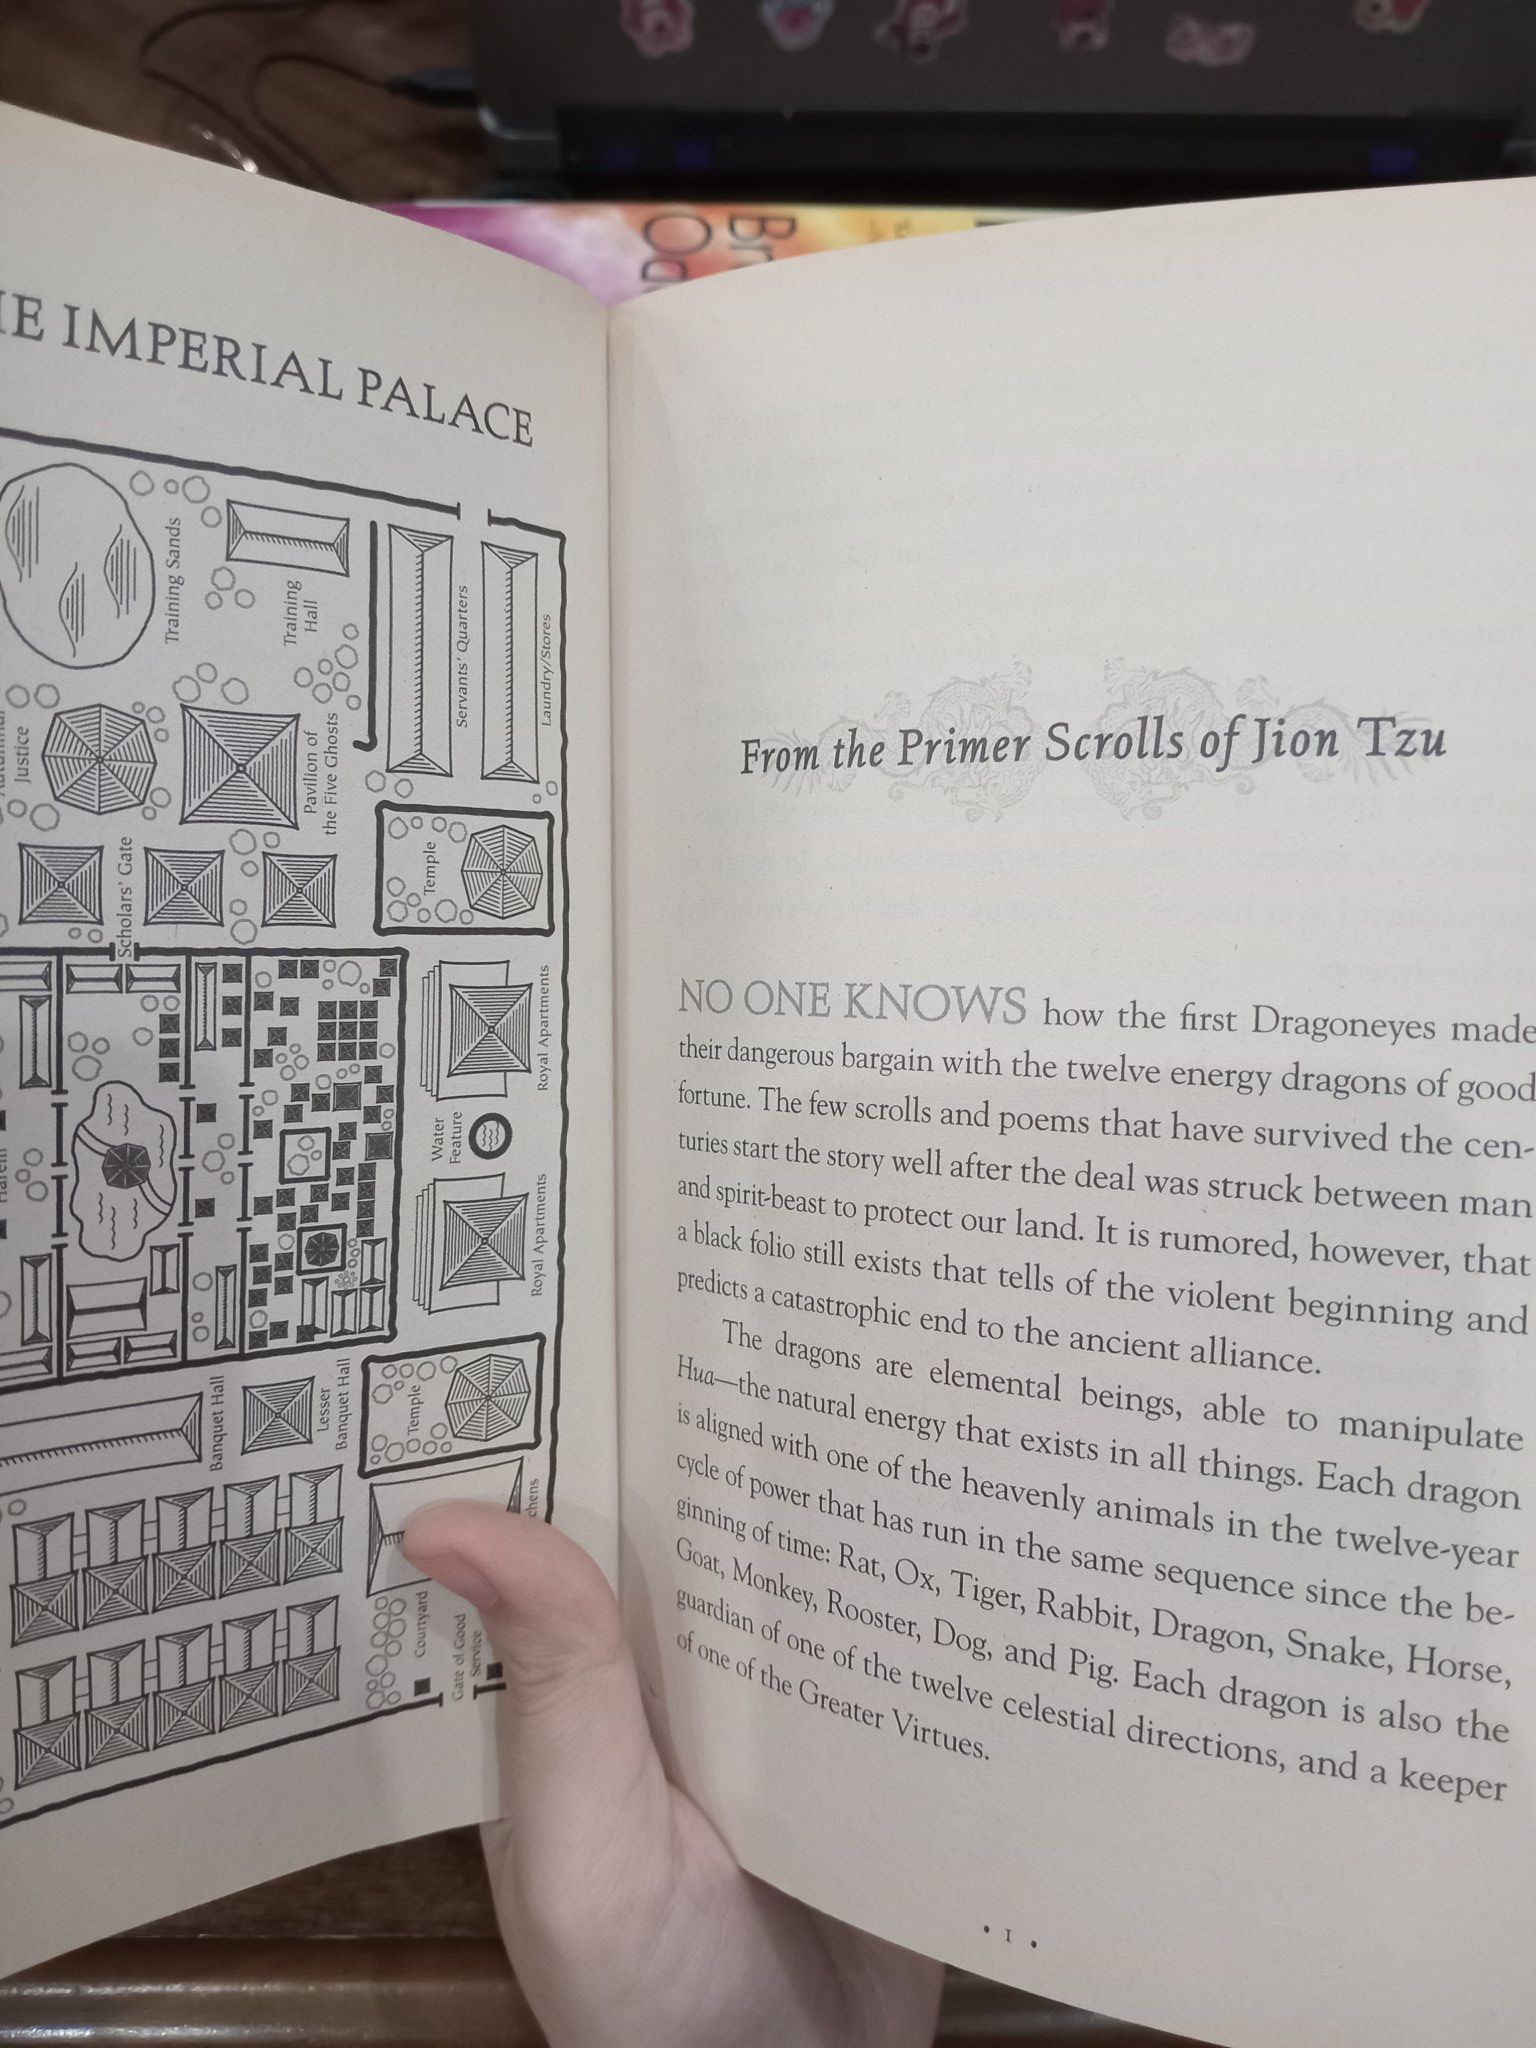 IMPERIAL PALACE
Training Sands
Training
Hall
Servants' Quarters
Laundry/Stores
Justice
Pavilion of
the Five Ghosts
Scholars' Gate
Temple
Royal Apartments
Water
Feature
Royal Apartments
Banquet Hall
Lesser
Banquet Hall
Temple
Courtyard
Gate of Good
Service
From the Primer Scrolls of Jion Tzu
NO ONE KNOWS how the first Dragoneyes made
their dangerous bargain with the twelve energy dragons of good
fortune. The few scrolls and poems that have survived the cen-
turies start the story well after the deal was struck between man
and spirit-beast to protect our land. It is rumored, however, that
a black folio still exists that tells of the violent beginning and
predicts a catastrophic end to the ancient alliance.
The dragons are elemental beings, able to manipulate
Hua—the natural energy that exists in all things. Each dragon
is aligned with one of the heavenly animals in the twelve-year
cycle of power that has run in the same sequence since the be-
ginning of time: Rat, Ox, Tiger, Rabbit, Dragon, Snake, Horse,
Goat, Monkey, Rooster, Dog, and Pig. Each dragon is also the
guardian of one of the twelve celestial directions, and a keeper
of one of the Greater Virtues.
• 1 •